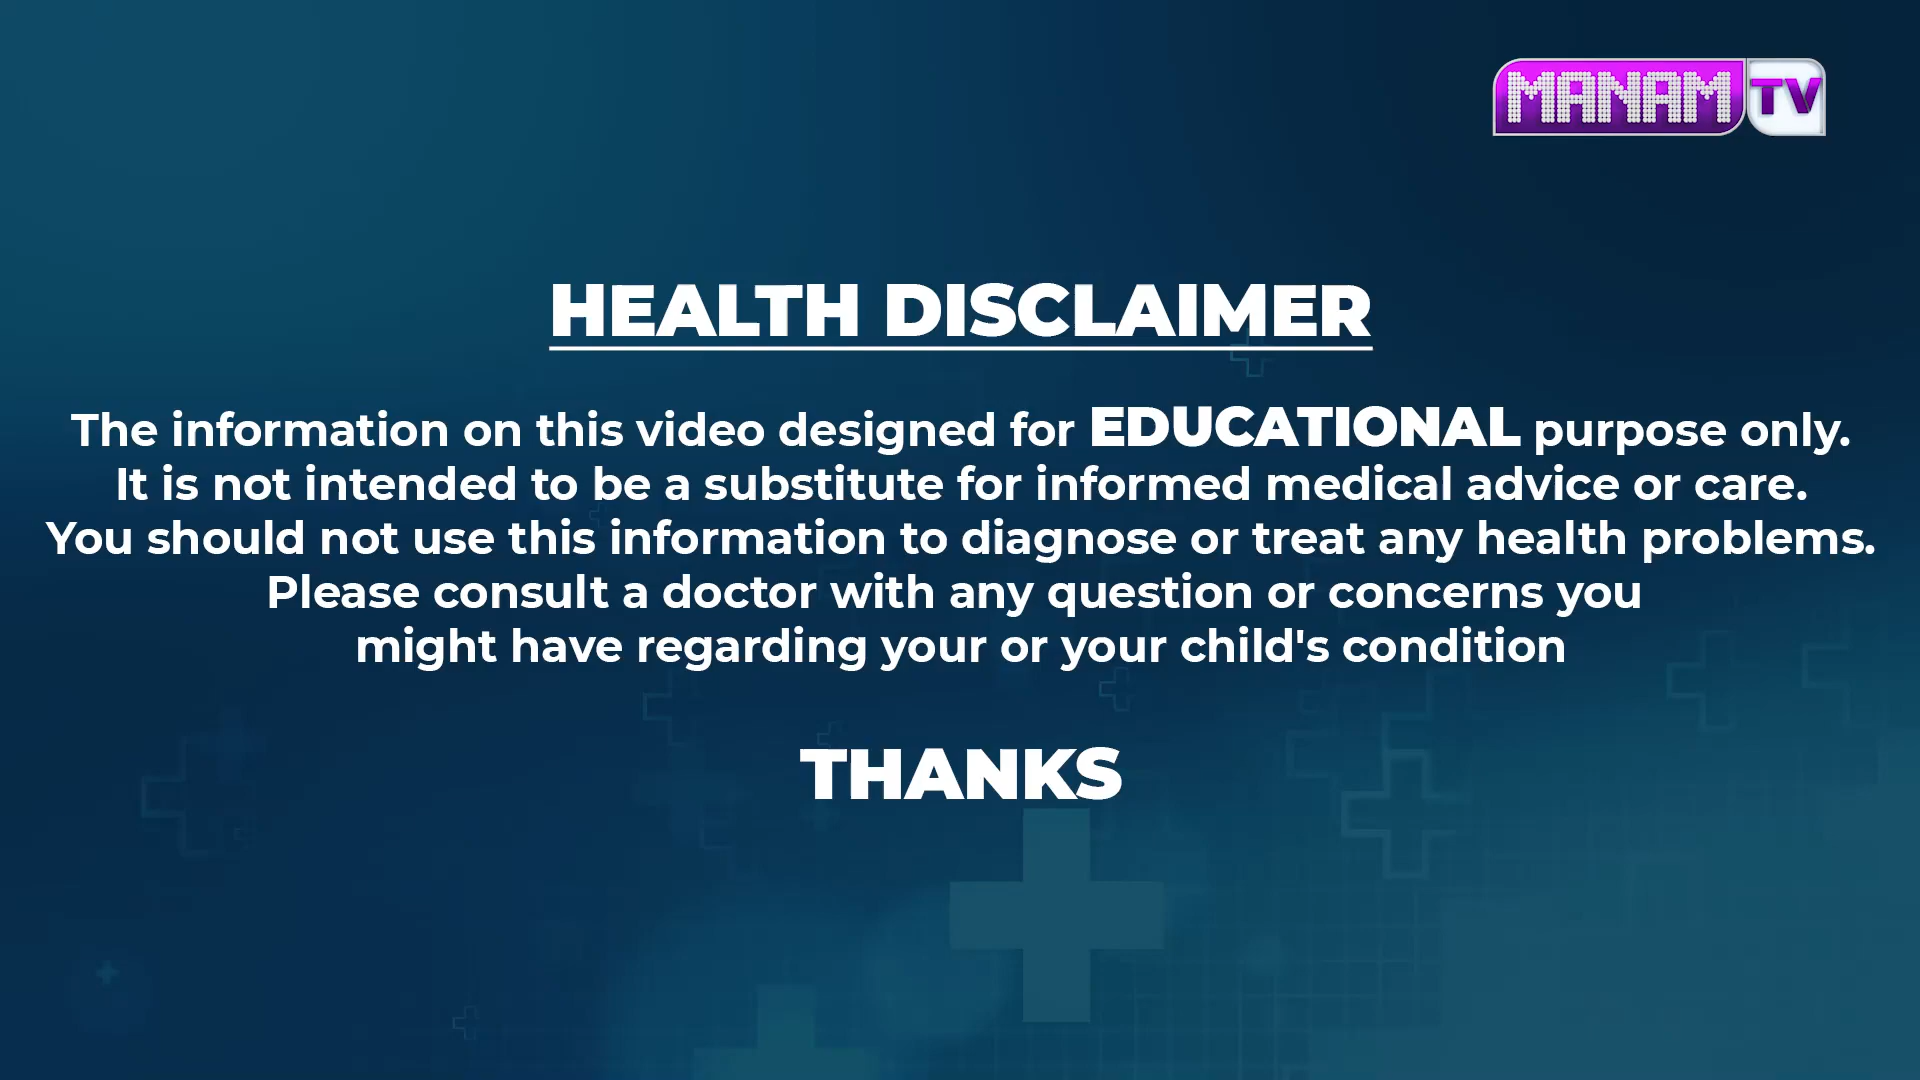 MANAM TV
HEALTH DISCLAIMER
The information on this video designed for EDUCATIONAL purpose only.
It is not intended to be a substitute for informed medical advice or care.
You should not use this information to diagnose or treat any health problems.
Please consult a doctor with any question or concerns you
might have regarding your or your child's condition
THANKS